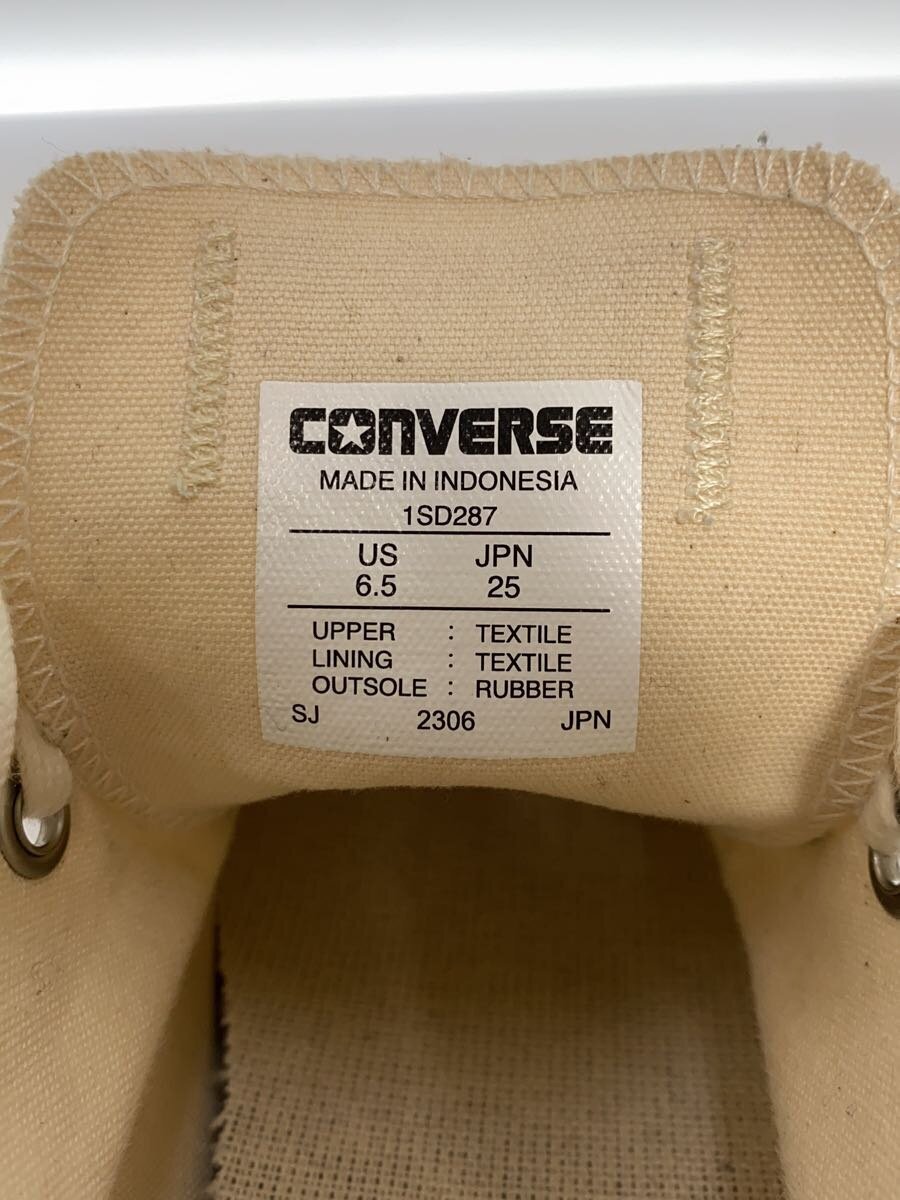 CONVERSE
MADE IN INDONESIA
1SD287
US JPN
6.5 25
UPPER : TEXTILE
LINING : TEXTILE
OUTSOLE : RUBBER
SJ 2306 JPN